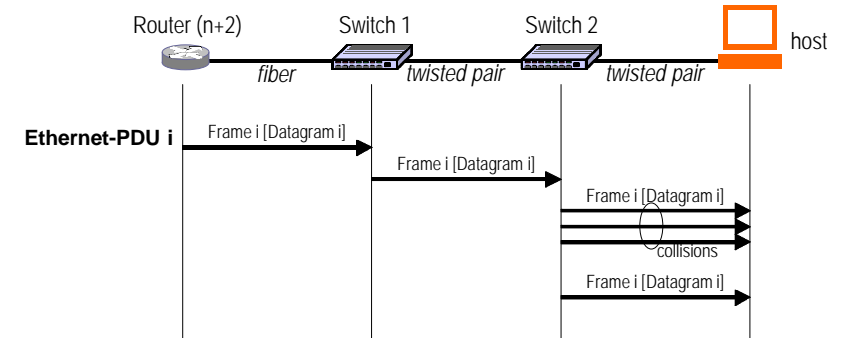 Router (n+2)
Switch 1
Switch 2
host
fiber
twisted pair
twisted pair
Ethernet-PDU i
Frame i [Datagram i]
Frame i [Datagram i]
Frame i [Datagram i]
collisions
Frame i [Datagram i]